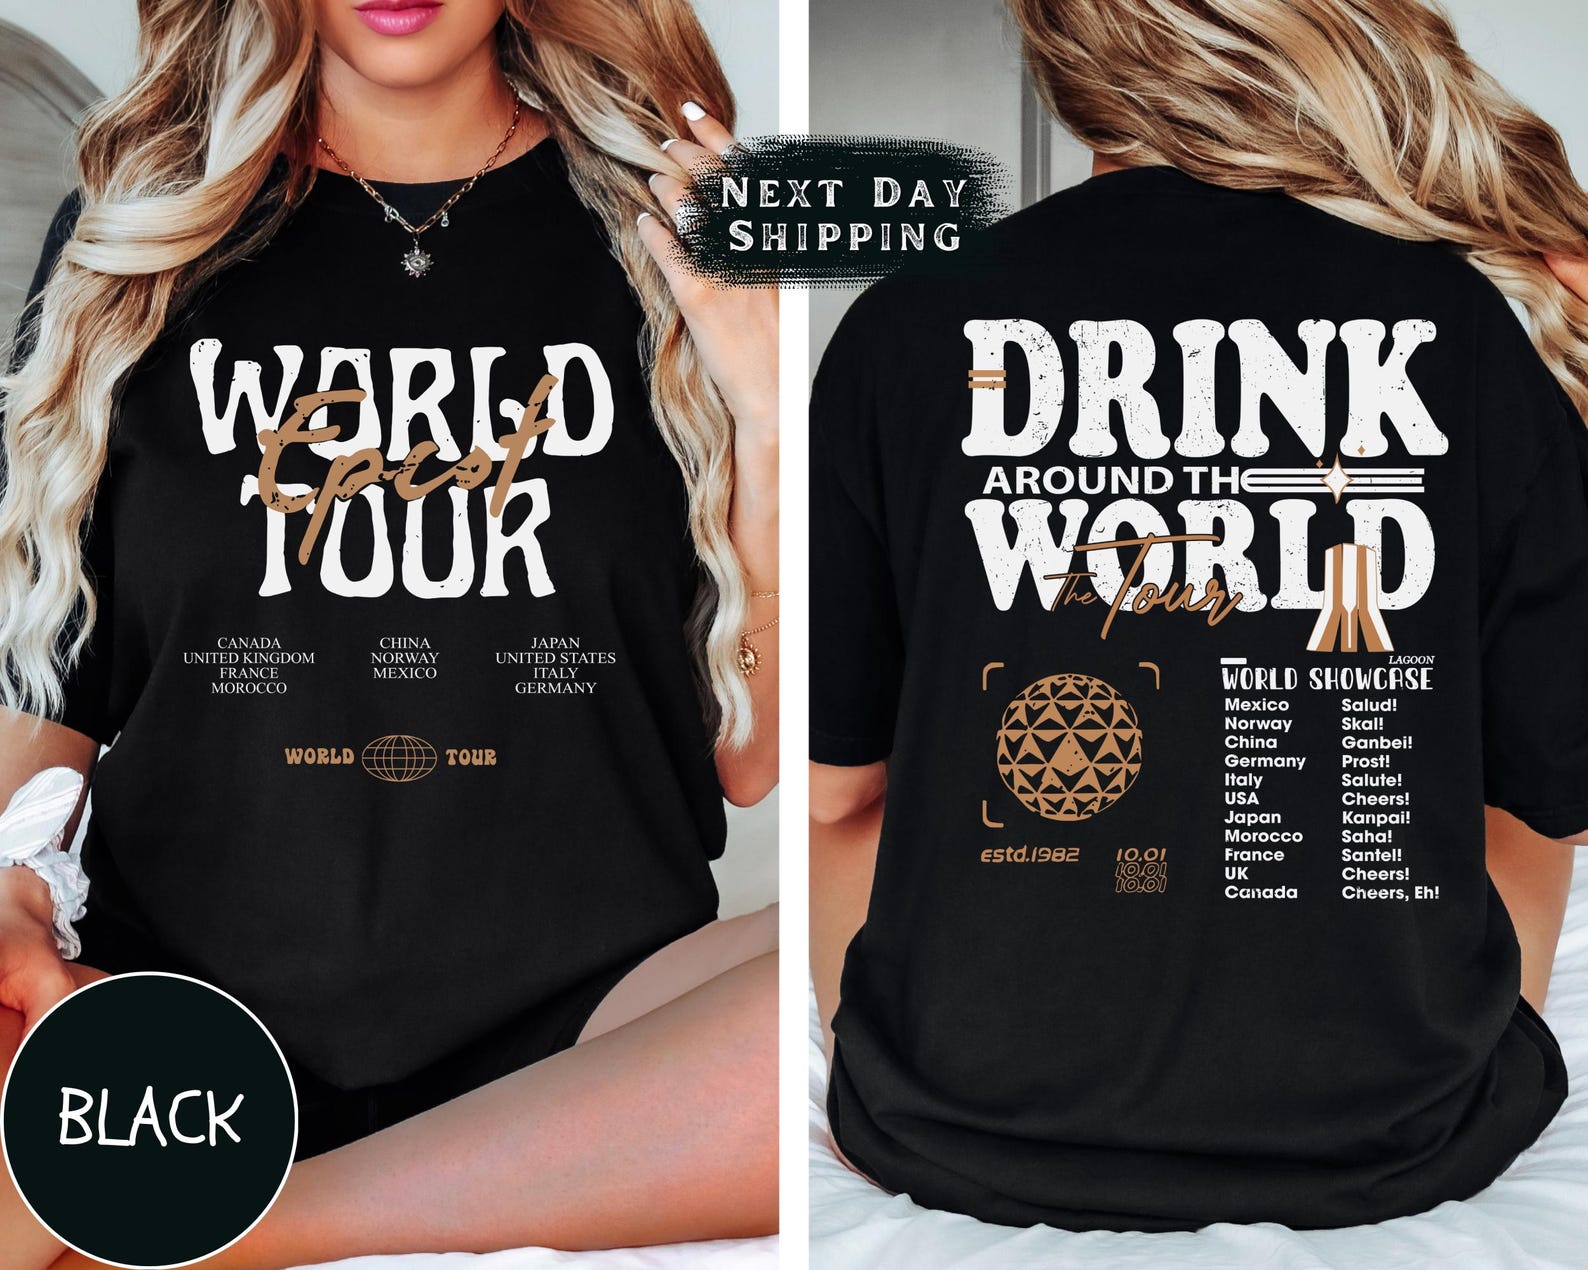 NEXT DAY
SHIPPING
WORLD
Epcot
TOUR
CANADA
UNITED KINGDOM
FRANCE
MOROCCO
CHINA
NORWAY
MEXICO
JAPAN
UNITED STATES
ITALY
GERMANY
WORLD TOUR
BLACK
DRINK
AROUND THE
WORLD
The Tour
LAGOON
WORLD SHOWCASE
Mexico Salud!
Norway Skal!
China Ganbei!
Germany Prost!
Italy Salute!
USA Cheers!
Japan Kanpai!
Morocco Saha!
France Santel!
UK Cheers!
Canada Cheers, Eh!
estd.1982
10.01
10.01
10.01